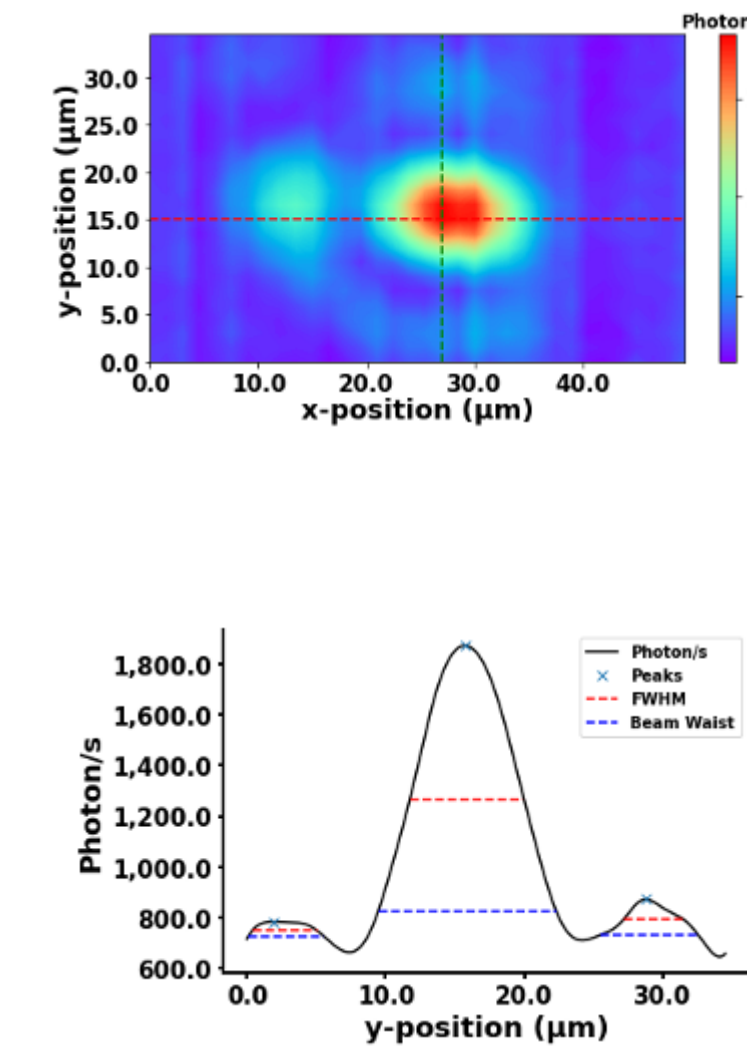 Photon
30.0
25.0
20.0
15.0
10.0
5.0
0.0
y-position (μm)
0.0 10.0 20.0 30.0 40.0
x-position (μm)
1,800.0
1,600.0
1,400.0
1,200.0
1,000.0
800.0
600.0
Photon/s
Photon/s
Peaks
FWHM
Beam Waist
0.0 10.0 20.0 30.0
y-position (μm)